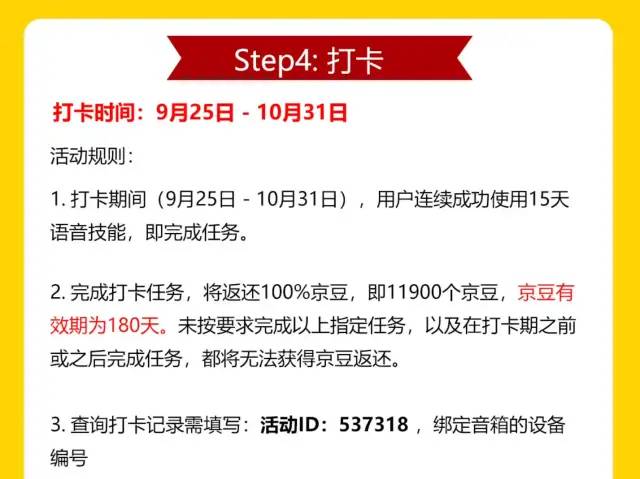 Step4: 打卡
打卡时间：9月25日 - 10月31日
活动规则：
1. 打卡期间（9月25日 - 10月31日），用户连续成功使用15天
语音技能，即完成任务。
2. 完成打卡任务，将返还100%京豆，即11900个京豆，京豆有
效期为180天。未按要求完成以上指定任务，以及在打卡期之前
或之后完成任务，都将无法获得京豆返还。
3. 查询打卡记录需填写：活动ID：537318 ，绑定音箱的设备
编号